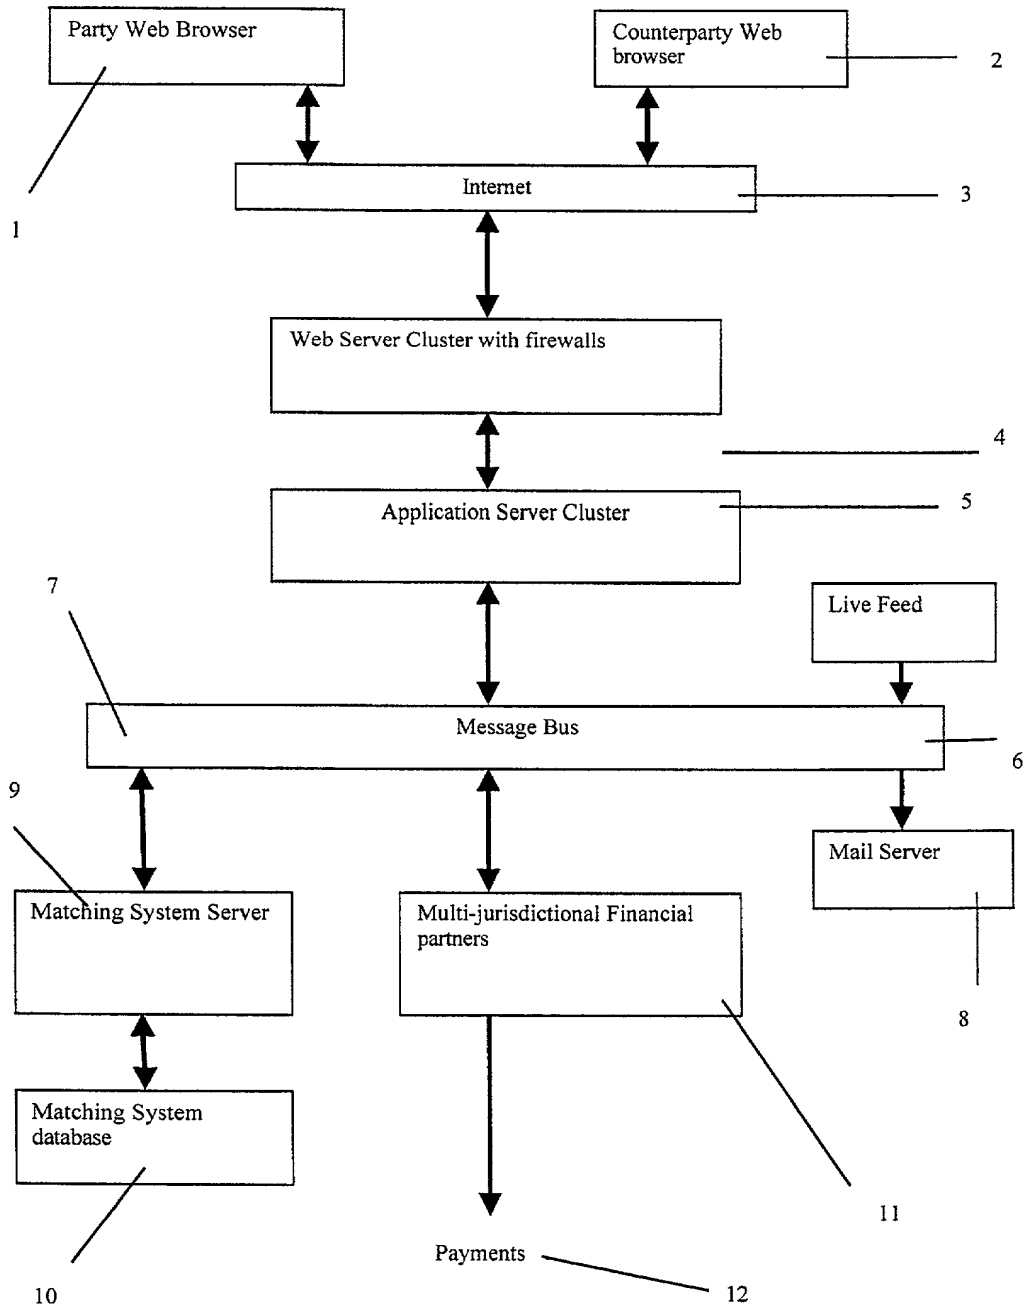 Party Web Browser
Counterparty Web
browser
2
Internet
3
1
Web Server Cluster with firewalls
4
Application Server Cluster
5
7
Live Feed
Message Bus
6
9
Mail Server
Matching System Server
Multi-jurisdictional Financial
partners
8
Matching System
database
11
Payments
12
10